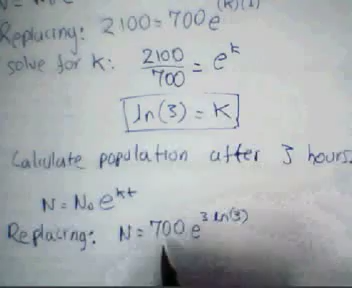 Replacing: 2100 = 700e^(k)(1)
solve for k: 2100/700 = e^k
ln(3) = K
Calculate population after 3 hours.
N = N₀ e^kt
Replacing: N = 700 e^3 ln(3)